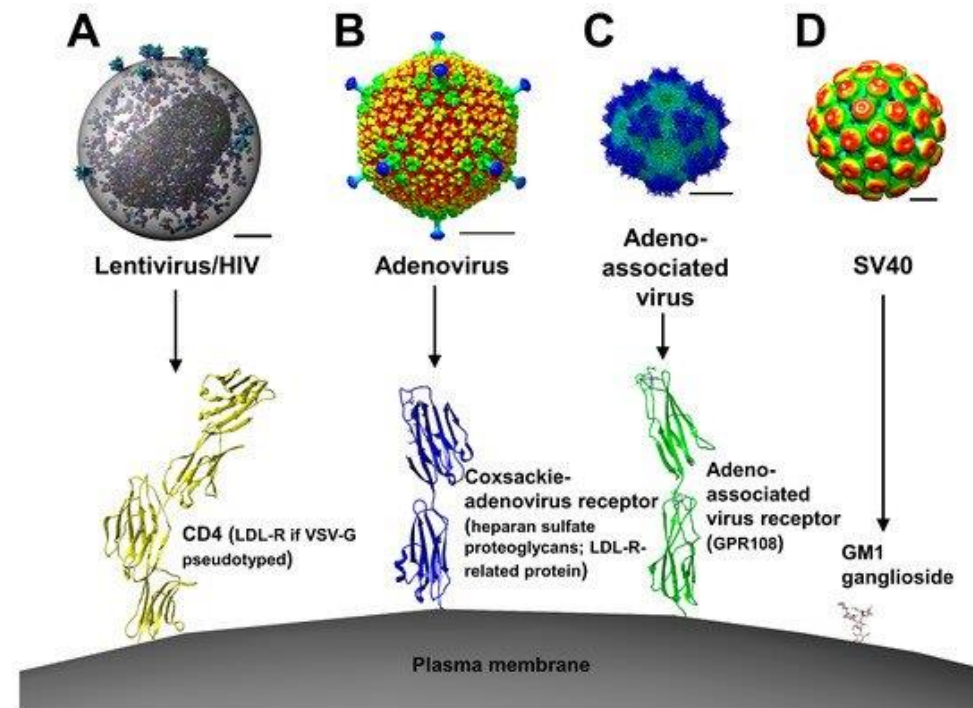 A
B
C
D
Lentivirus/HIV
Adenovirus
Adeno-
associated
virus
SV40
CD4 (LDL-R if VSV-G
pseudotyped)
Coxsackie-
adenovirus receptor
(heparan sulfate
proteoglycans; LDL-R-
related protein)
Adeno-
associated
virus receptor
(GPR108)
GM1
ganglioside
Plasma membrane